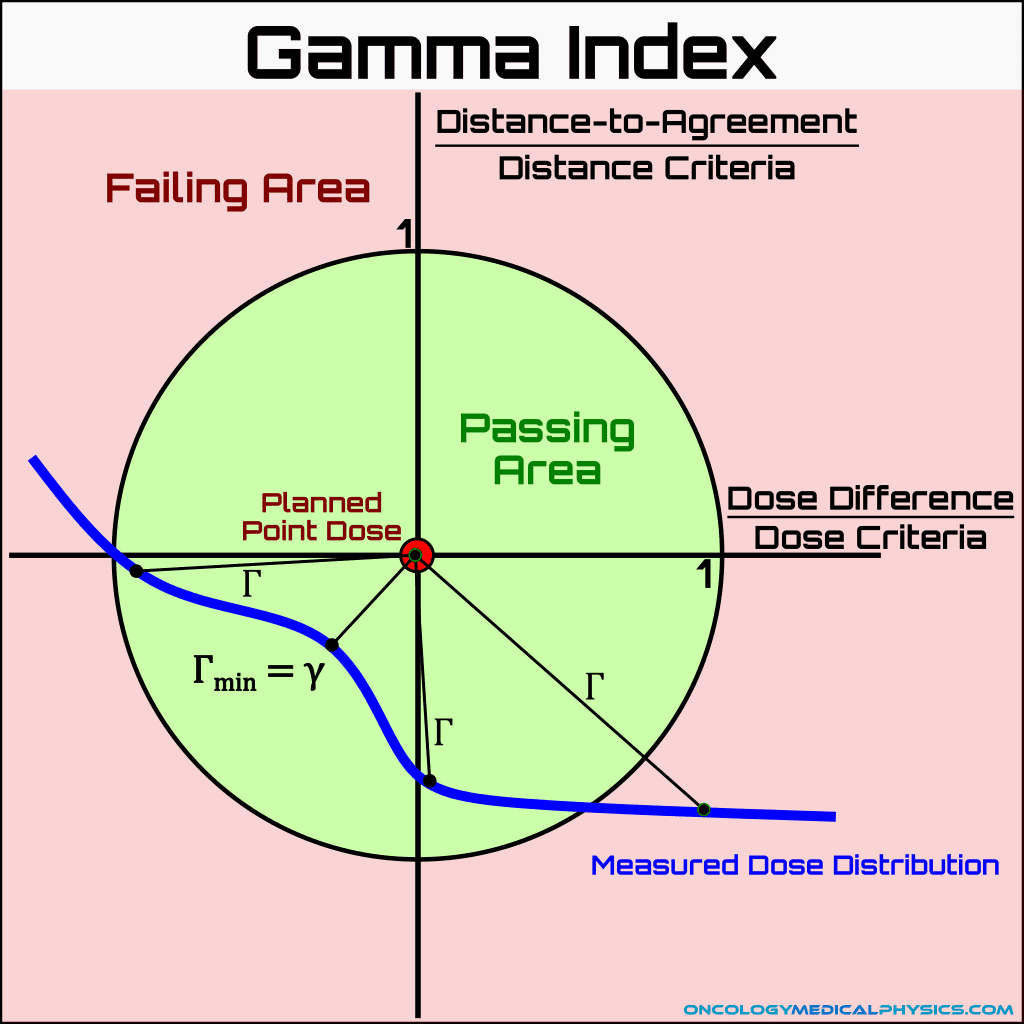 Gamma Index
Distance-to-Agreement
Distance Criteria
Failing Area
1
Passing
Area
Planned
Point Dose
Dose Difference
Dose Criteria
1
Γ
Γmin = γ
Γ
Γ
Measured Dose Distribution
ONCOLOGYMEDICALPHYSICS.COM